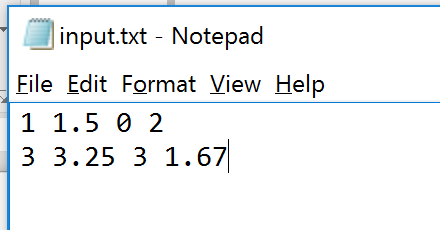 input.txt - Notepad
File Edit Format View Help
1 1.5 0 2
3 3.25 3 1.67